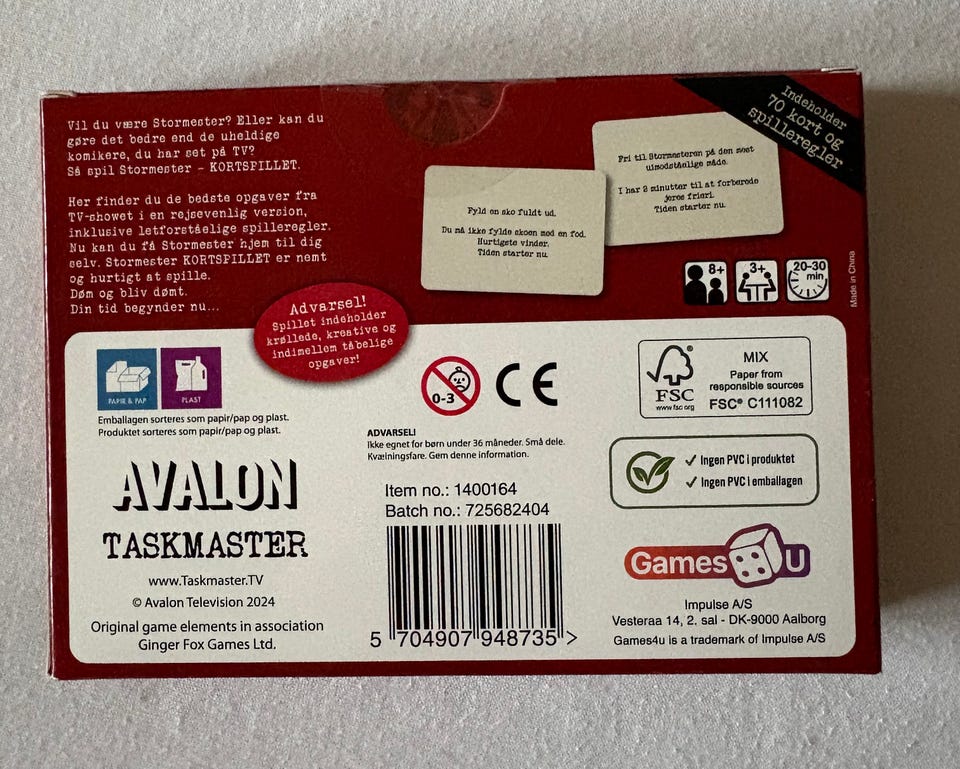 Vil du være Stormester? Eller kan du
gøre det bedre end de uheldige
komikere, du har set på TV?
Så spil Stormester - KORTSPILLET.
Her finder du de bedste opgaver fra
TV-showet i en rejsevenlig version,
inklusive letforståelige spilleregler.
Nu kan du få Stormester hjem til dig
selv. Stormester KORTSPILLET er nemt
og hurtigt at spille.
Døm og bliv dømt.
Din tid begynder nu...
Indeholder
70 kort og
spilleregler
Fyld en sko fuldt ud.
Du må ikke fylde skoen med en fod.
Hurtigste vinder.
Tiden starter nu.
Fri til Stormesteren på den mest
uimodståelige måde.
I har 2 minutter til at forberede
jeres frieri.
Tiden starter nu.
8+
3+
20-30
min
Made in China
Advarsel!
Spillet indeholder
krøllede, kreative og
indimellem tåbelige
opgaver!
PAPIR & PAP
PLAST
Emballagen sorteres som papir/pap og plast.
Produktet sorteres som papir/pap og plast.
0-3
CE
ADVARSEL!
Ikke egnet for børn under 36 måneder. Små dele.
Kvælningsfare. Gem denne information.
FSC
www.fsc.org
MIX
Paper from
responsible sources
FSC® C111082
Ingen PVC i produktet
Ingen PVC i emballagen
AVALON
TASKMASTER
www.Taskmaster.TV
© Avalon Television 2024
Original game elements in association
Ginger Fox Games Ltd.
Item no.: 1400164
Batch no.: 725682404
5 704907 948735 >
Games4U
Impulse A/S
Vesteraa 14, 2. sal - DK-9000 Aalborg
Games4u is a trademark of Impulse A/S